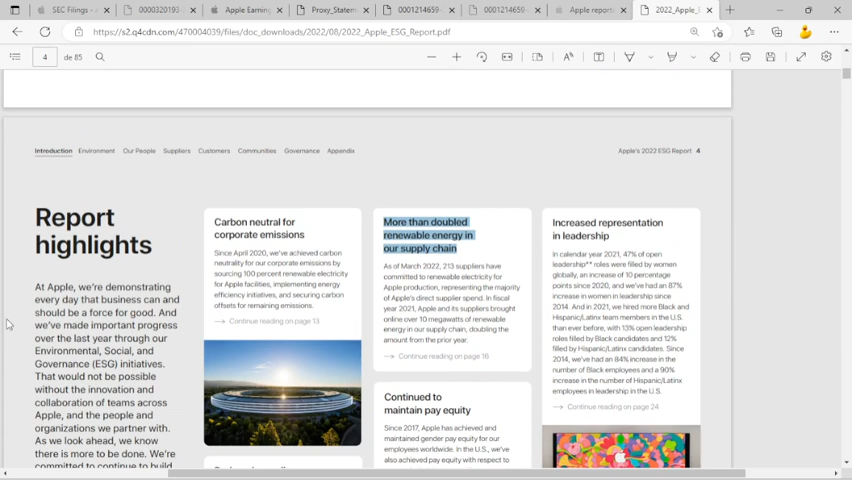 SEC Filings -
0000320193-
Apple Earning
Proxy_Statem
0001214659-
0001214659-
Apple report
2022_Apple_E
https://s2.q4cdn.com/470004039/files/doc_downloads/2022/08/2022_Apple_ESG_Report.pdf
4
de 85
Introduction Environment Our People Suppliers Customers Communities Governance Appendix
Apple's 2022 ESG Report 4
Report
highlights
At Apple, we're demonstrating
every day that business can and
should be a force for good. And
we've made important progress
over the last year through our
Environmental, Social, and
Governance (ESG) initiatives.
That would not be possible
without the innovation and
collaboration of teams across
Apple, and the people and
organizations we partner with.
As we look ahead, we know
there is more to be done. We're
committed to continue to build
Carbon neutral for
corporate emissions
Since April 2020, we've achieved carbon
neutrality for our corporate emissions by
sourcing 100 percent renewable electricity
for Apple facilities, implementing energy
efficiency initiatives, and securing carbon
offsets for remaining emissions.
Continue reading on page 13
More than doubled
renewable energy in
our supply chain
As of March 2022, 213 suppliers have
committed to renewable electricity for
Apple production, representing the majority
of Apple's direct supplier spend. In fiscal
year 2021, Apple and its suppliers brought
online over 10 megawatts of renewable
energy in our supply chain, doubling the
amount from the prior year.
Continue reading on page 16
Continued to
maintain pay equity
Since 2017, Apple has achieved and
maintained gender pay equity for our
employees worldwide. In the U.S., we've
also achieved pay equity with respect to
Increased representation
in leadership
In calendar year 2021, 47% of open
leadership** roles were filled by women
globally, an increase of 10 percentage
points since 2020, and we've had an 87%
increase in women in leadership since
2014. And in 2021, we hired more Black and
Hispanic/Latinx team members in the U.S.
than ever before, with 13% open leadership
roles filled by Black candidates and 12%
filled by Hispanic/Latinx candidates. Since
2014, we've had an 84% increase in the
number of Black employees and a 90%
increase in the number of Hispanic/Latinx
employees in leadership in the U.S.
Continue reading on page 24